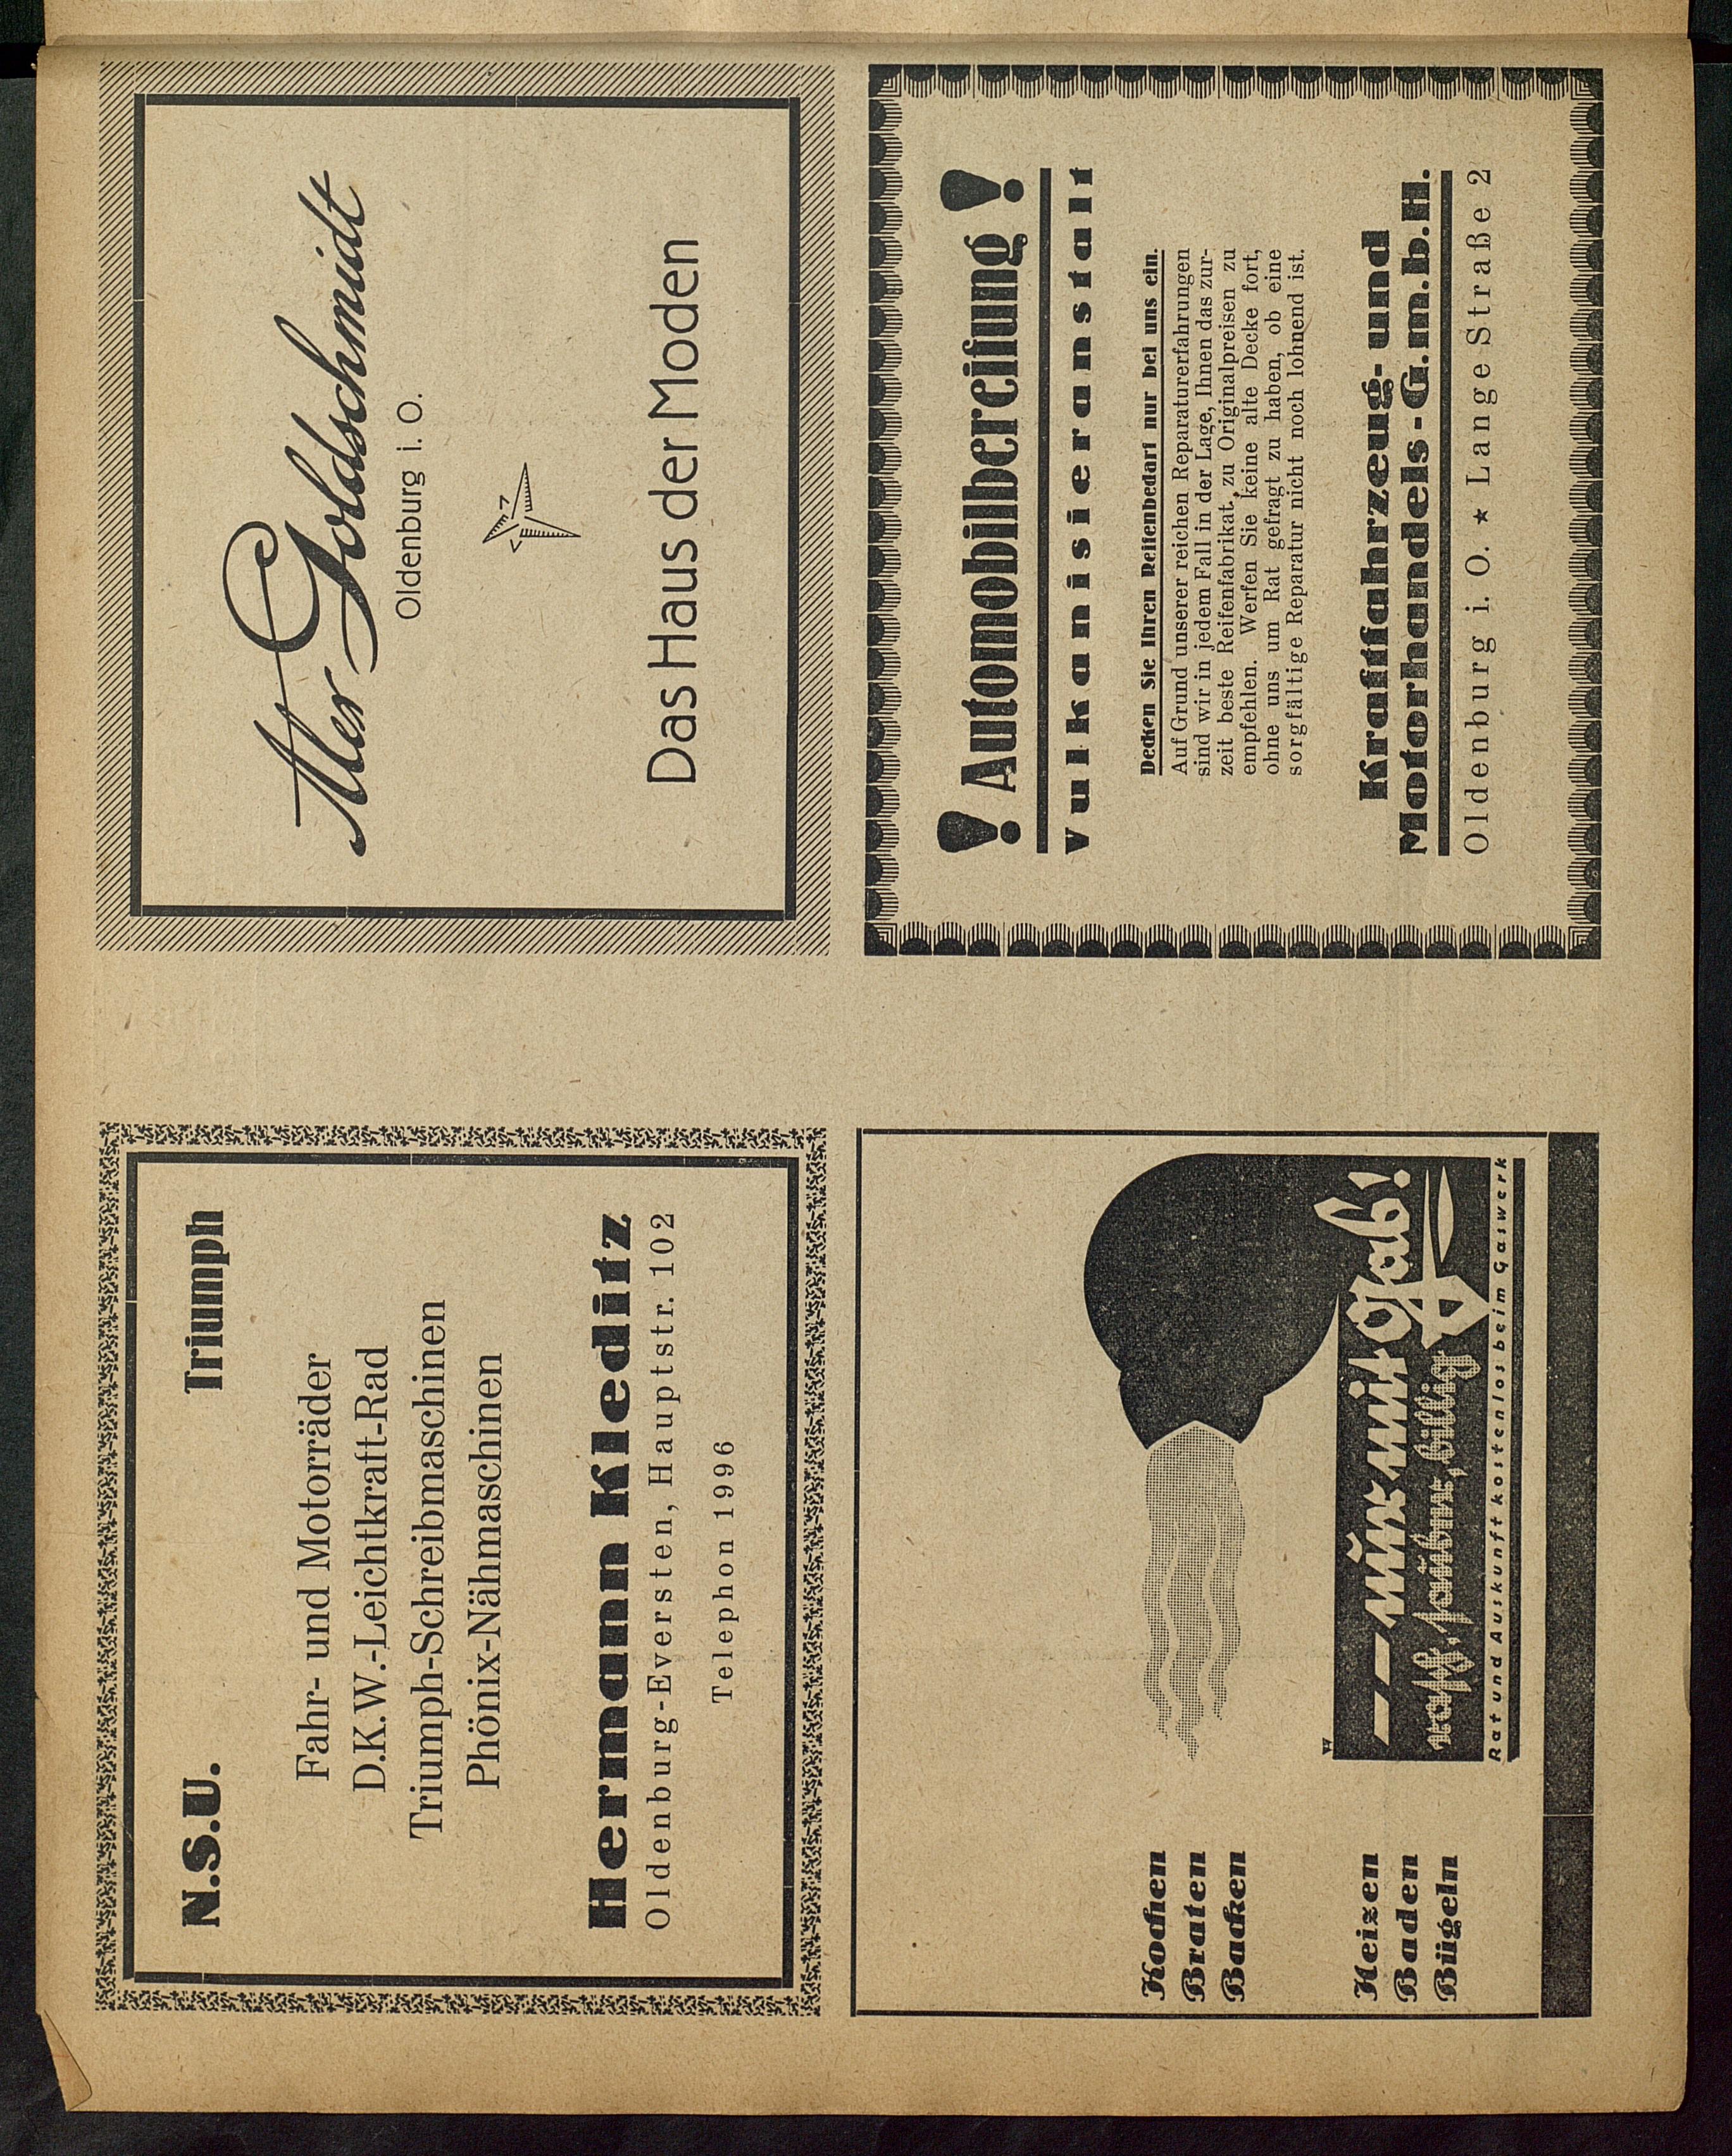 N.S.U. Triumph
Fahr- und Motorräder
D.K.W.-Leichtkraft-Rad
Triumph-Schreibmaschinen
Phönix-Nähmaschinen
Hermann Kleditz
Oldenburg-Eversten, Hauptstr. 102
Telephon 1996
Alex Goldschmidt
Oldenburg i. O.
Das Haus der Moden
Kochen
Braten
Backen
Heizen
Baden
Bügeln
W
— — nur mit Gas!
rasch, sauber, billig
Rat und Auskunft kostenlos beim Gaswerk
! Automobilbereifung !
Vulkanisieranstalt
Decken Sie Ihren Reifenbedarf nur bei uns ein.
Auf Grund unserer reichen Reparaturerfahrungen
sind wir in jedem Fall in der Lage, Ihnen das zur-
zeit beste Reifenfabrikat, zu Originalpreisen zu
empfehlen. Werfen Sie keine alte Decke fort,
ohne uns um Rat gefragt zu haben, ob eine
sorgfältige Reparatur nicht noch lohnend ist.
Kraftfahrzeug- und
Motorhandels-G.m.b.H.
Oldenburg i. O. ★ Lange Straße 2